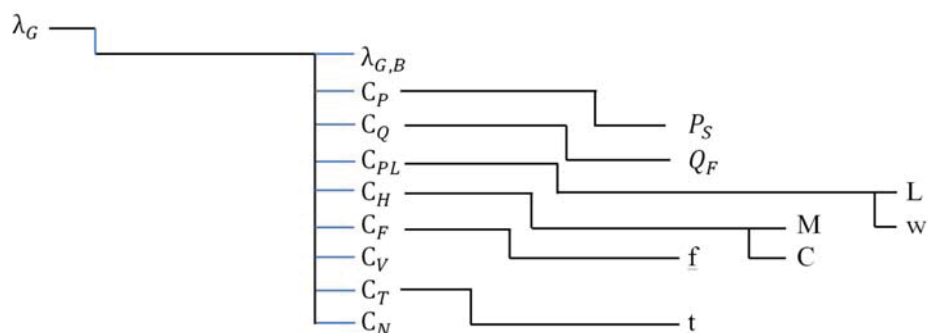 λ_G
λ_{G,B}
C_P
C_Q P_S
C_{PL} Q_F
C_H L
C_F M w
C_V f C
C_T
C_N t